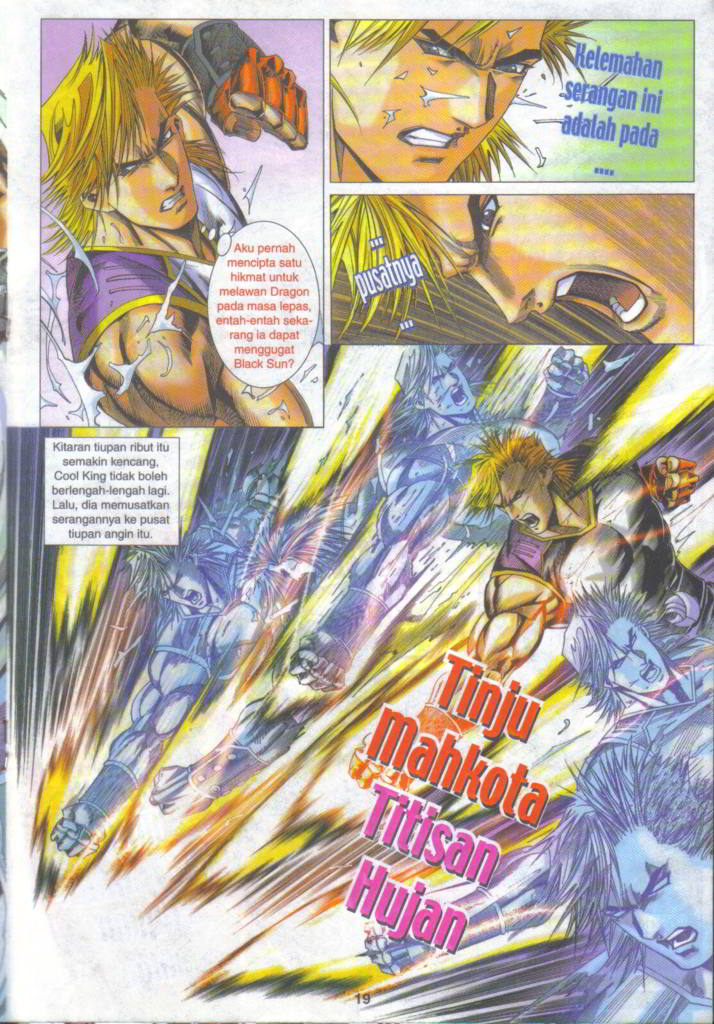 Aku pernah
mencipta satu
hikmat untuk
melawan Dragon
pada masa lepas,
entah-entah seka-
rang ia dapat
menggugat
Black Sun?
Kelemahan
serangan ini
adalah pada
....
...
pusatnya
...
Kitaran tiupan ribut itu
semakin kencang,
Cool King tidak boleh
berlengah-lengah lagi.
Lalu, dia memusatkan
serangannya ke pusat
tiupan angin itu.
Tinju
Mahkota
Titisan
Hujan
19